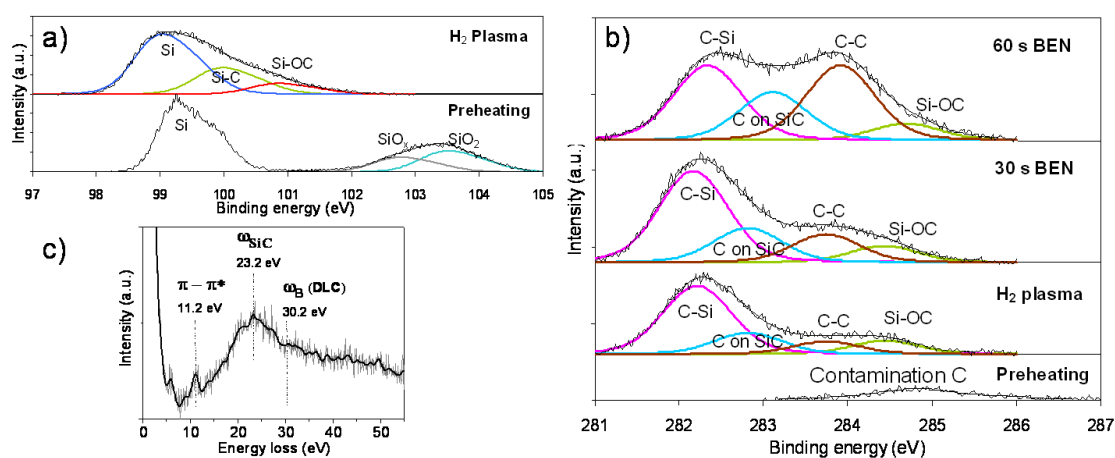 a)
H₂ Plasma
Si
Si-C
Si-OC
Preheating
Si
SiOₓ
SiO₂
Intensity (a.u.)
97 98 99 100 101 102 103 104 105
Binding energy (eV)
c)
ω_SiC
23.2 eV
π – π*
11.2 eV
ω_B (DLC)
30.2 eV
Intensity (a.u.)
0 10 20 30 40 50
Energy loss (eV)
b)
60 s BEN
C-Si
C-C
C on SiC
Si-OC
30 s BEN
C-Si
C-C
C on SiC
Si-OC
H₂ plasma
C-Si
C-C
C on SiC
Si-OC
Contamination C
Preheating
Intensity (a.u.)
281 282 283 284 285 286 287
Binding energy (eV)